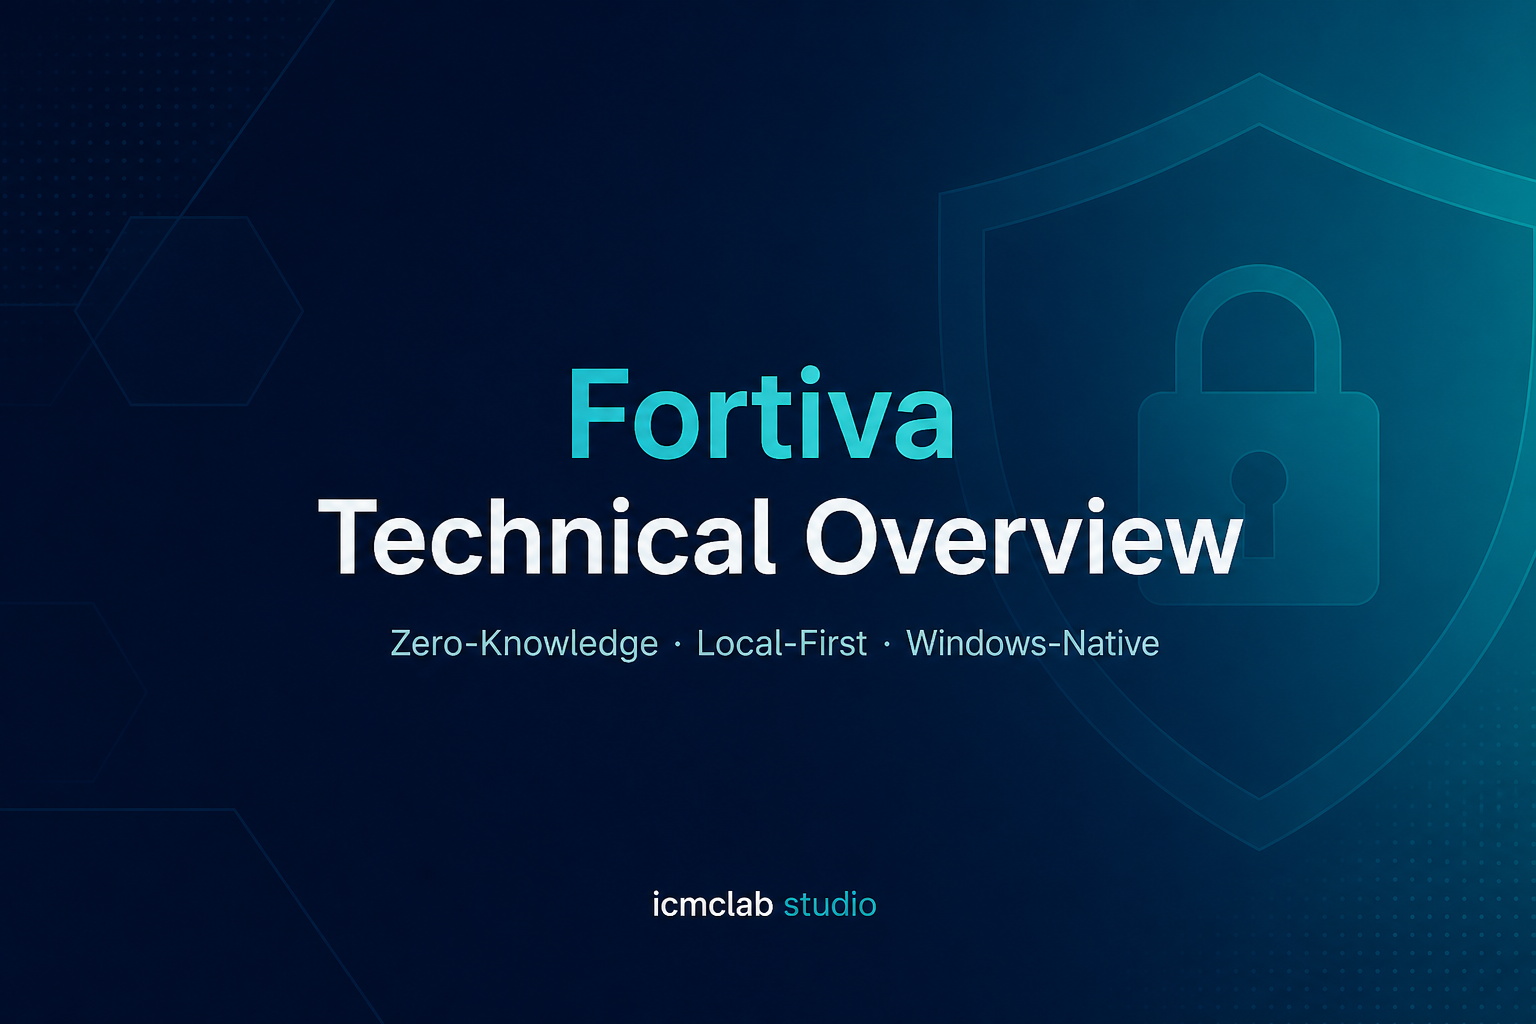 Fortiva
Technical Overview
Zero-Knowledge · Local-First · Windows-Native
icmclab studio